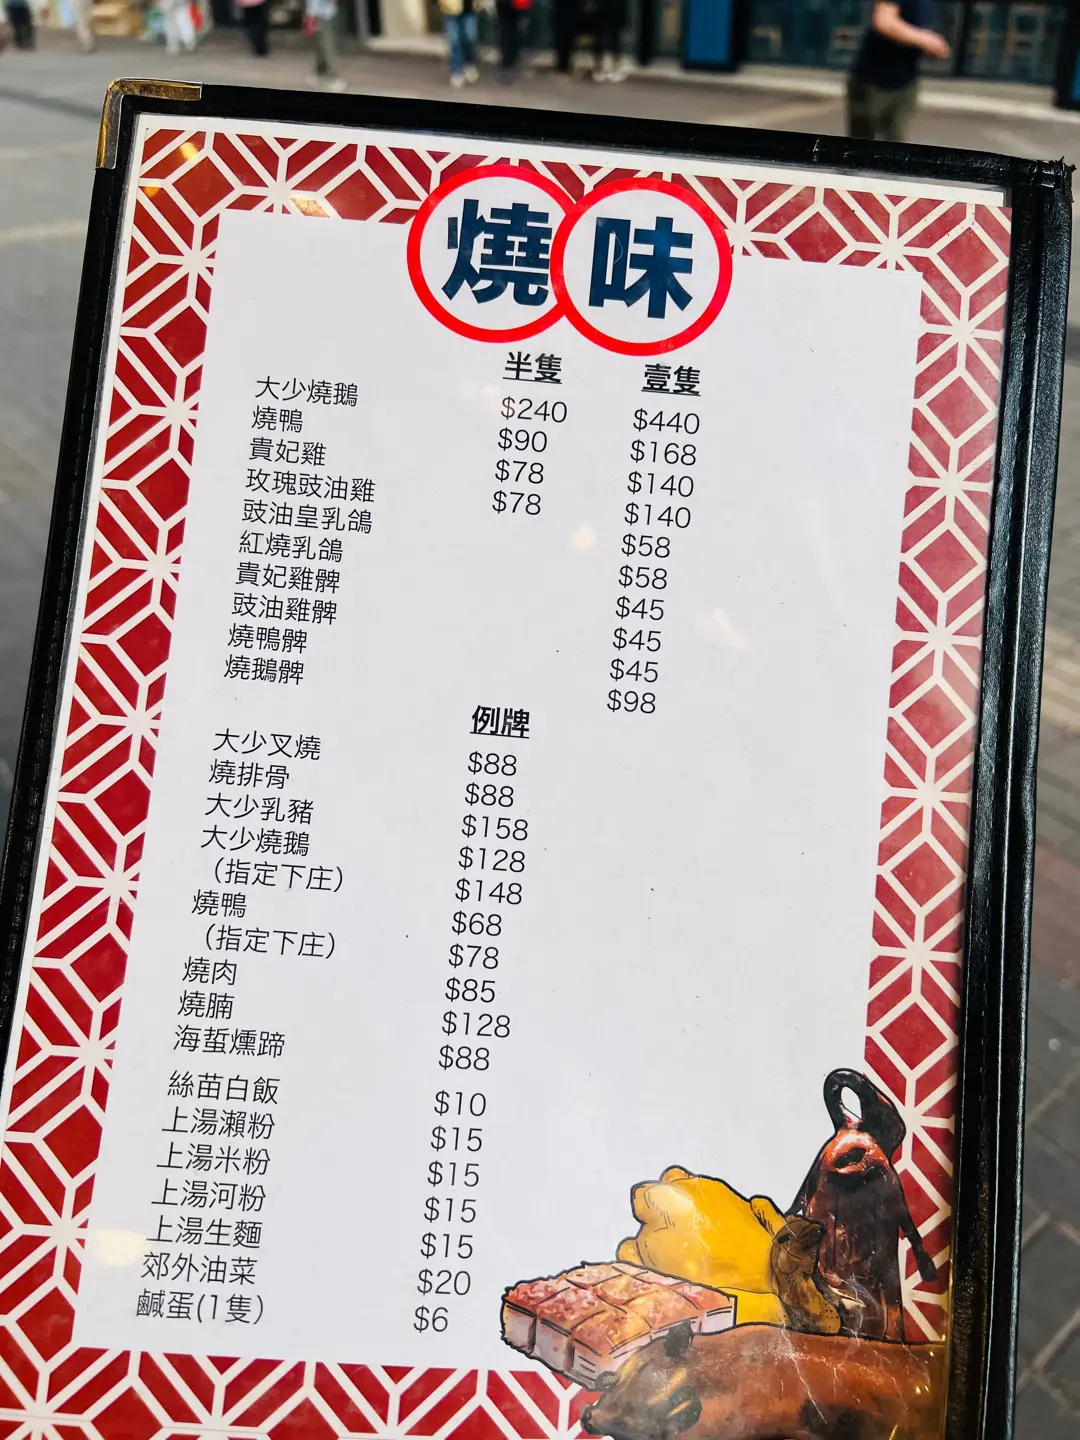 燒味
半隻 壹隻
大少燒鵝 $240 $440
燒鴨 $90 $168
貴妃雞 $78 $140
玫瑰豉油雞 $78 $140
豉油皇乳鴿 $58
紅燒乳鴿 $58
貴妃雞髀 $45
豉油雞髀 $45
燒鴨髀 $45
燒鵝髀 $98
例牌
大少叉燒 $88
燒排骨 $88
大少乳豬 $158
大少燒鵝 $128
（指定下庄） $148
燒鴨 $68
（指定下庄） $78
燒肉 $85
燒腩 $128
海蜇燻蹄 $88
絲苗白飯 $10
上湯瀨粉 $15
上湯米粉 $15
上湯河粉 $15
上湯生麵 $15
郊外油菜 $20
鹹蛋(1隻） $6